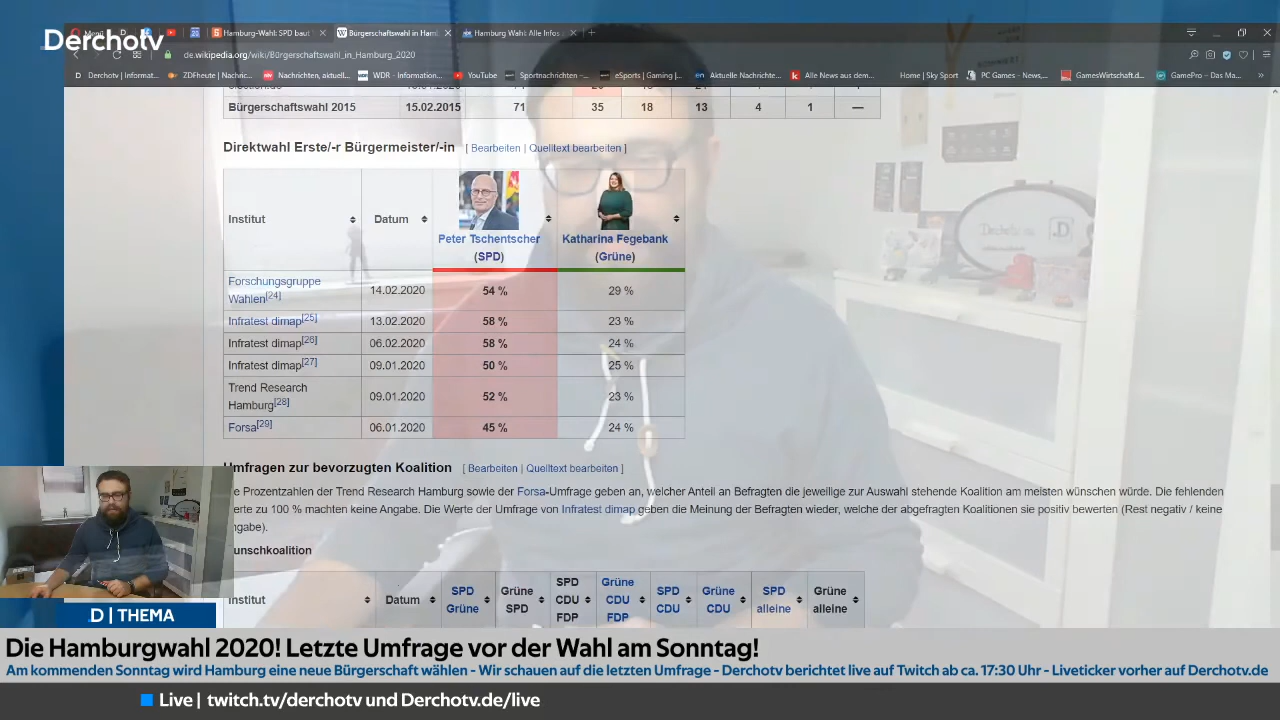 Derchotv
Hamburg-Wahl: SPD baut
Bürgerschaftswahl in Ham
Hamburg Wahl: Alle Infos
de.wikipedia.org/wiki/Bürgerschaftswahl_in_Hamburg_2020
Derchotv | Informat... ZDFheute | Nachric... Nachrichten, aktuell... WDR - Information... YouTube Sportnachrichten –... eSports | Gaming |... Aktuelle Nachrichte... Alle News aus dem... Home | Sky Sport PC Games – News,... GamesWirtschaft.d... GamePro - Das Ma...
Bürgerschaftswahl 2015 15.02.2015 71 35 18 13 4 1 —
Direktwahl Erste/-r Bürgermeister/-in [ Bearbeiten | Quelltext bearbeiten ]
Institut Datum Peter Tschentscher (SPD) Katharina Fegebank (Grüne)
Forschungsgruppe Wahlen[24] 14.02.2020 54 % 29 %
Infratest dimap[25] 13.02.2020 58 % 23 %
Infratest dimap[26] 06.02.2020 58 % 24 %
Infratest dimap[27] 09.01.2020 50 % 25 %
Trend Research Hamburg[28] 09.01.2020 52 % 23 %
Forsa[29] 06.01.2020 45 % 24 %
Umfragen zur bevorzugten Koalition [ Bearbeiten | Quelltext bearbeiten ]
Prozentzahlen der Trend Research Hamburg sowie der Forsa-Umfrage geben an, welcher Anteil an Befragten die jeweilige zur Auswahl stehende Koalition am meisten wünschen würde. Die fehlenden
zu 100 % machten keine Angabe. Die Werte der Umfrage von Infratest dimap geben die Meinung der Befragten wieder, welche der abgefragten Koalitionen sie positiv bewerten (Rest negativ / keine
ngabe).
unschkoalition
Institut Datum SPD Grüne Grüne SPD SPD CDU FDP Grüne CDU FDP SPD CDU Grüne CDU SPD alleine Grüne alleine
.D | THEMA
Die Hamburgwahl 2020! Letzte Umfrage vor der Wahl am Sonntag!
Am kommenden Sonntag wird Hamburg eine neue Bürgerschaft wählen - Wir schauen auf die letzten Umfrage - Derchotv berichtet live auf Twitch ab ca. 17:30 Uhr - Liveticker vorher auf Derchotv.de
Live | twitch.tv/derchotv und Derchotv.de/live